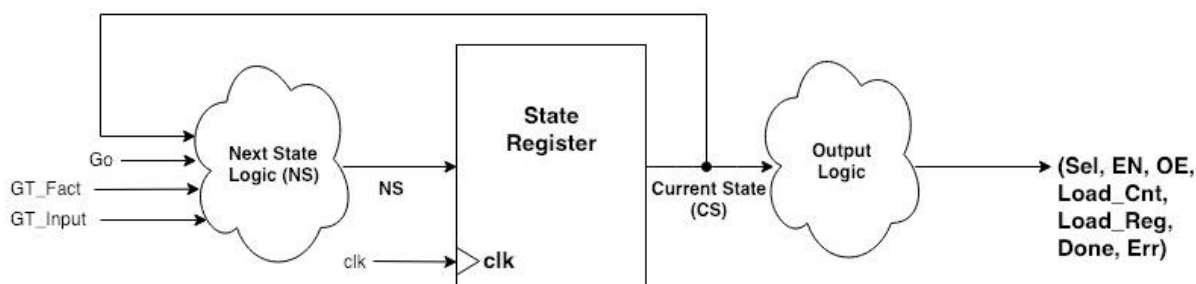 Go
GT_Fact
GT_Input
Next State
Logic (NS)
NS
State
Register
clk
clk
Current State
(CS)
Output
Logic
(Sel, EN, OE,
Load_Cnt,
Load_Reg,
Done, Err)